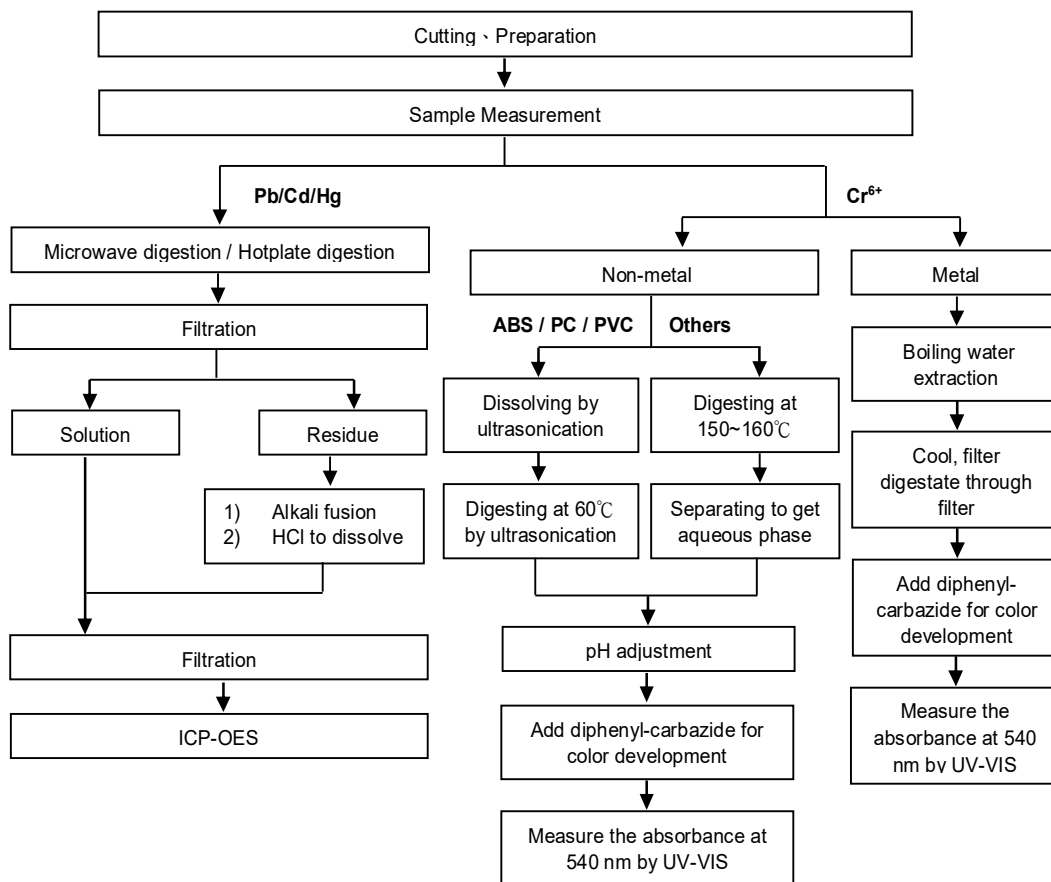 Cutting、Preparation
Sample Measurement
Pb/Cd/Hg
Microwave digestion / Hotplate digestion
Filtration
Solution
Residue
1) Alkali fusion
2) HCl to dissolve
Filtration
ICP-OES
Cr⁶⁺
Non-metal
ABS / PC / PVC
Others
Dissolving by
ultrasonication
Digesting at
150~160℃
Digesting at 60℃
by ultrasonication
Separating to get
aqueous phase
pH adjustment
Add diphenyl-carbazide for
color development
Measure the absorbance at
540 nm by UV-VIS
Metal
Boiling water
extraction
Cool, filter
digestate through
filter
Add diphenyl-
carbazide for color
development
Measure the
absorbance at 540
nm by UV-VIS